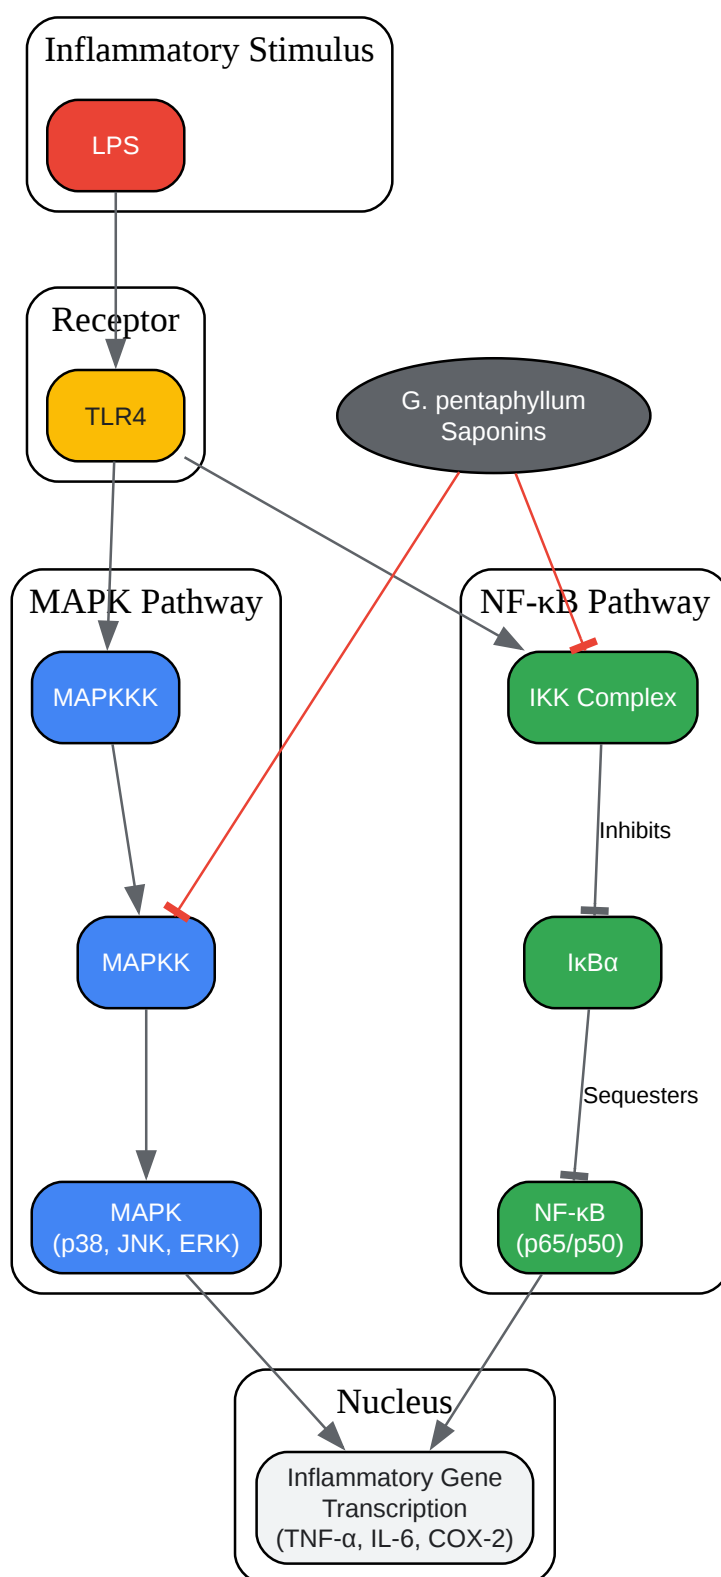 Inflammatory Stimulus
LPS
Receptor
TLR4
G. pentaphyllum
Saponins
MAPK Pathway
NF-κB Pathway
MAPKKK
IKK Complex
Inhibits
MAPKK
IκBα
Sequesters
MAPK
(p38, JNK, ERK)
NF-κB
(p65/p50)
Nucleus
Inflammatory Gene
Transcription
(TNF-α, IL-6, COX-2)